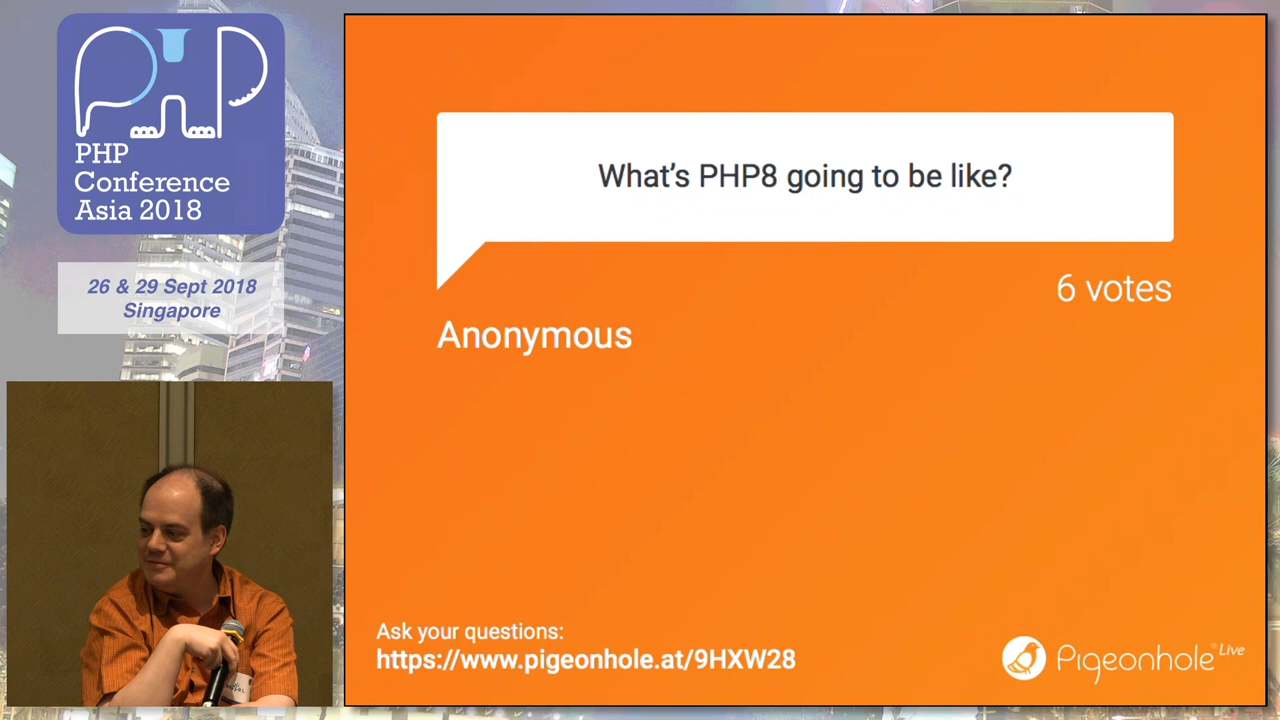 PHP
PHP
Conference
Asia 2018
26 & 29 Sept 2018
Singapore
What's PHP8 going to be like?
6 votes
Anonymous
Ask your questions:
https://www.pigeonhole.at/9HXW28
Pigeonhole Live